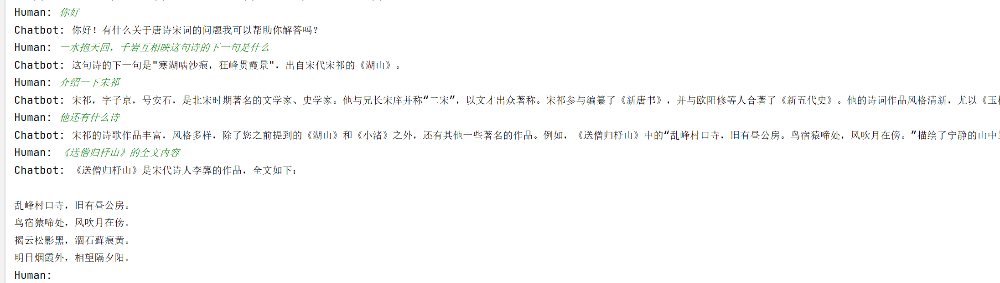 Human: 你好
Chatbot: 你好！有什么关于唐诗宋词的问题我可以帮助你解答吗？
Human: 一水抱天回，千岩互相映这句诗的下一句是什么
Chatbot: 这句诗的下一句是"寒湖啮沙痕，狂峰贯霞景"，出自宋代宋祁的《湖山》。
Human: 介绍一下宋祁
Chatbot: 宋祁，字子京，号安石，是北宋时期著名的文学家、史学家。他与兄长宋庠并称“二宋”，以文才出众著称。宋祁参与编纂了《新唐书》，并与欧阳修等人合著了《新五代史》。他的诗词作品风格清新，尤以《玉
Human: 他还有什么诗
Chatbot: 宋祁的诗歌作品丰富，风格多样，除了您之前提到的《湖山》和《小渚》之外，还有其他一些著名的作品。例如，《送僧归杼山》中的“乱峰村口寺，旧有昼公房。鸟宿猿啼处，风吹月在傍。”描绘了宁静的山中
Human: 《送僧归杼山》的全文内容
Chatbot: 《送僧归杼山》是宋代诗人李龏的作品，全文如下：
乱峰村口寺，旧有昼公房。
鸟宿猿啼处，风吹月在傍。
揭云松影黑，涸石藓痕黄。
明日烟霞外，相望隔夕阳。
Human: